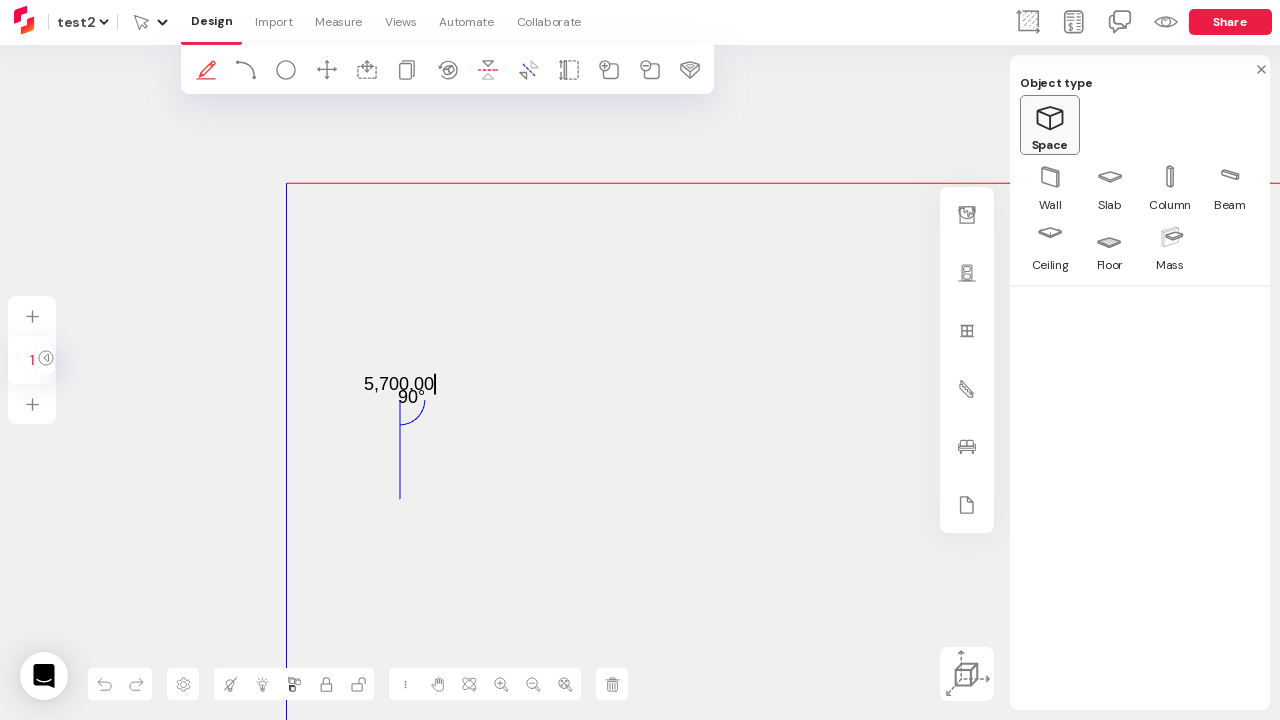 test2
Design
Import
Measure
Views
Automate
Collaborate
Share
Object type
Space
Wall
Slab
Column
Beam
Ceiling
Floor
Mass
5,700.00
90°
1